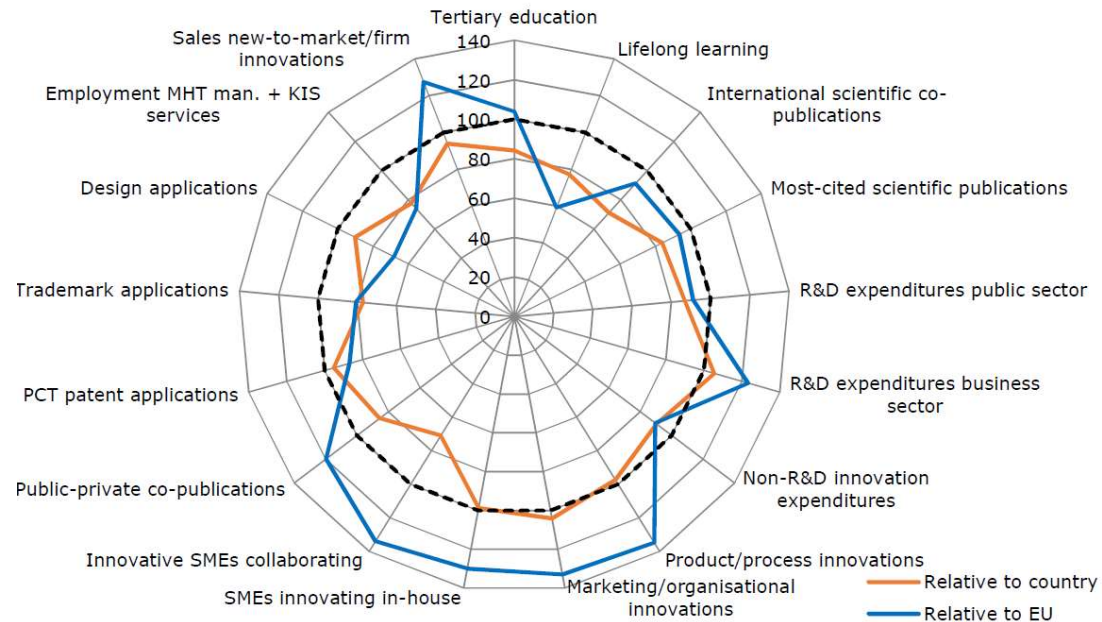 Tertiary education
Sales new-to-market/firm
innovations
Lifelong learning
Employment MHT man. + KIS
services
International scientific co-
publications
Design applications
Most-cited scientific publications
Trademark applications
R&D expenditures public sector
PCT patent applications
R&D expenditures business
sector
Public-private co-publications
Non-R&D innovation
expenditures
Innovative SMEs collaborating
Product/process innovations
SMEs innovating in-house
Marketing/organisational
innovations
140
120
100
80
60
40
20
0
Relative to country
Relative to EU